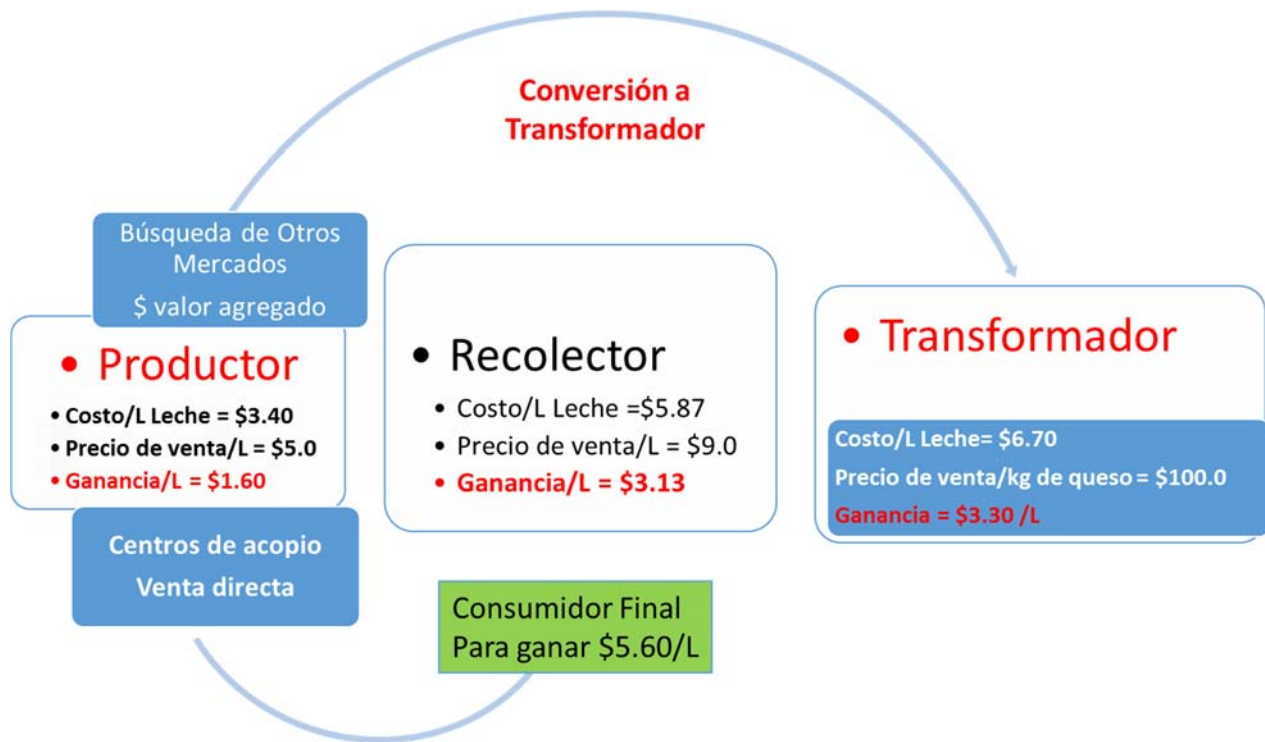 Conversión a
Transformador
Búsqueda de Otros
Mercados
$ valor agregado
• Productor
• Costo/L Leche = $3.40
• Precio de venta/L = $5.0
• Ganancia/L = $1.60
Centros de acopio
Venta directa
• Recolector
• Costo/L Leche =$5.87
• Precio de venta/L = $9.0
• Ganancia/L = $3.13
Consumidor Final
Para ganar $5.60/L
• Transformador
Costo/L Leche= $6.70
Precio de venta/kg de queso = $100.0
Ganancia = $3.30 /L